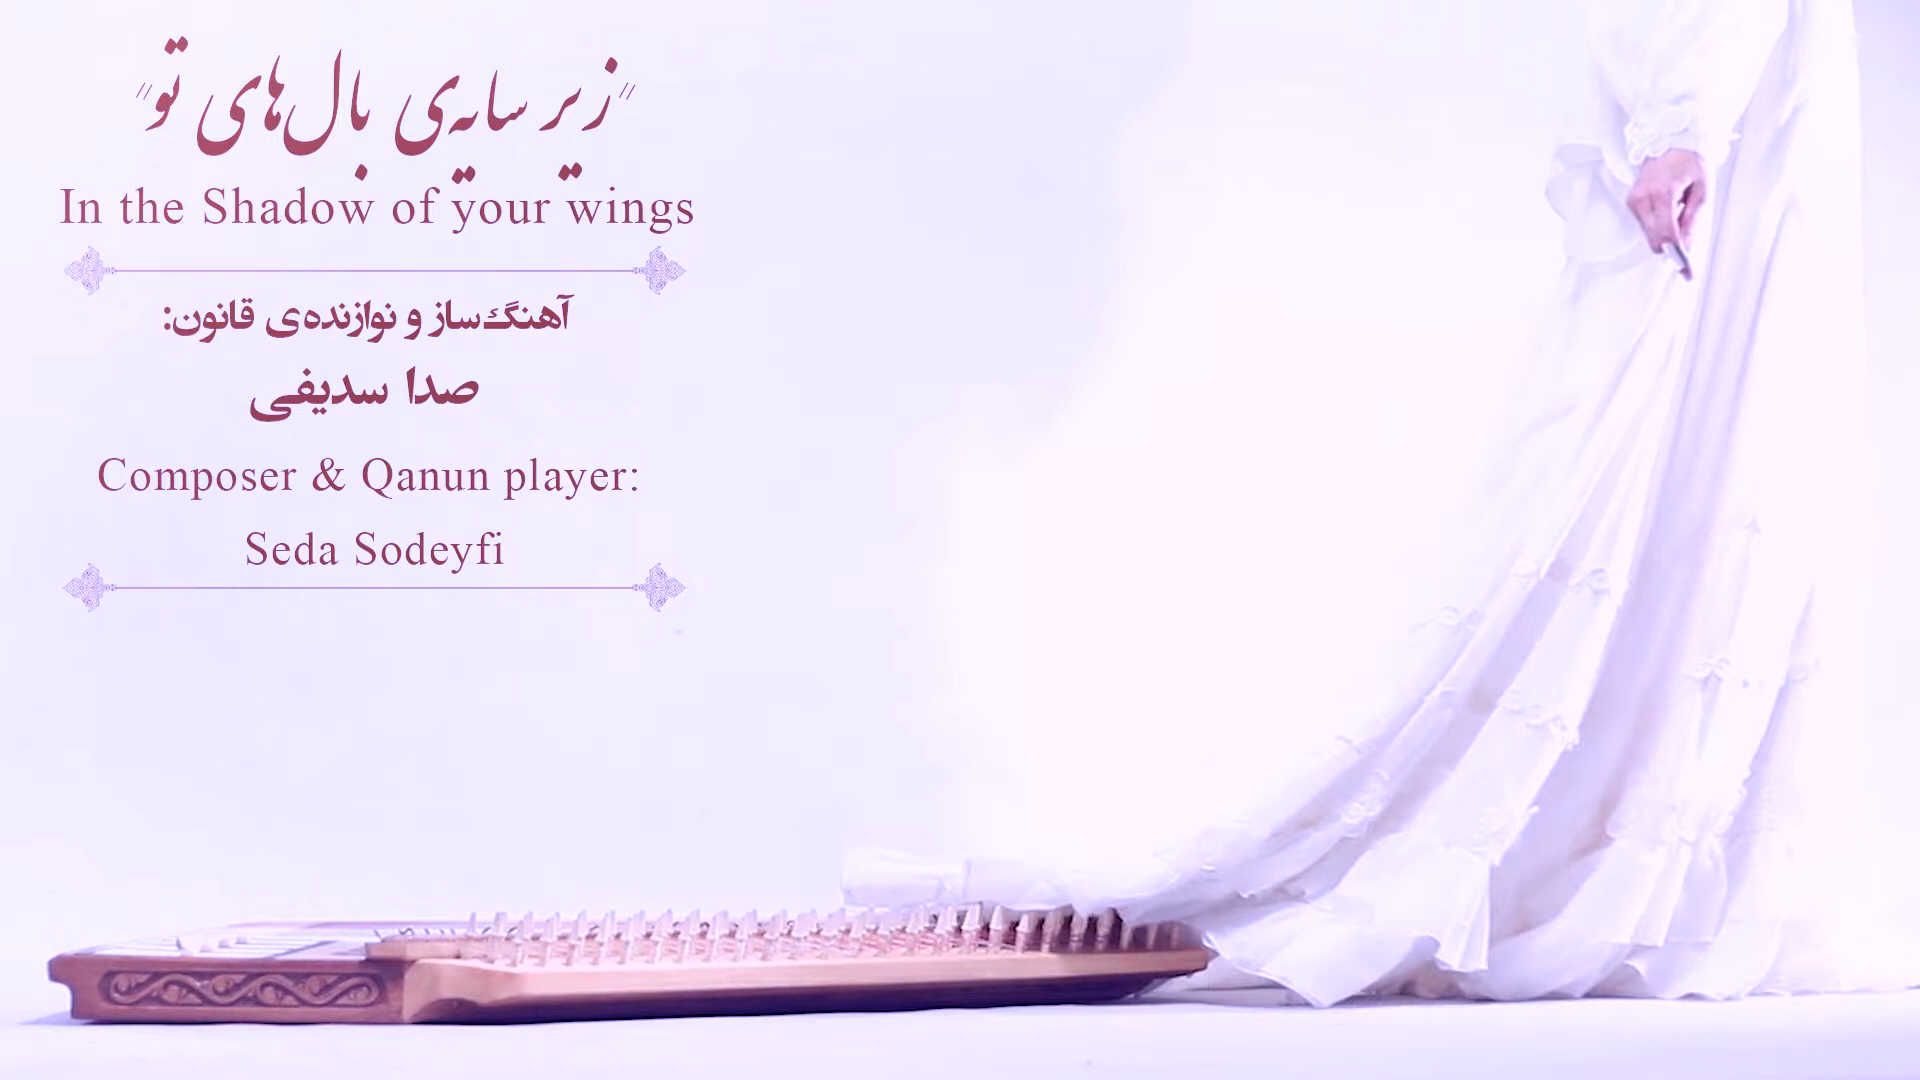 "زیر سایه‌ی بال‌های تو"
In the Shadow of your wings
آهنگ‌ساز و نوازنده‌ی قانون:
صدا سدیفی
Composer & Qanun player:
Seda Sodeyfi